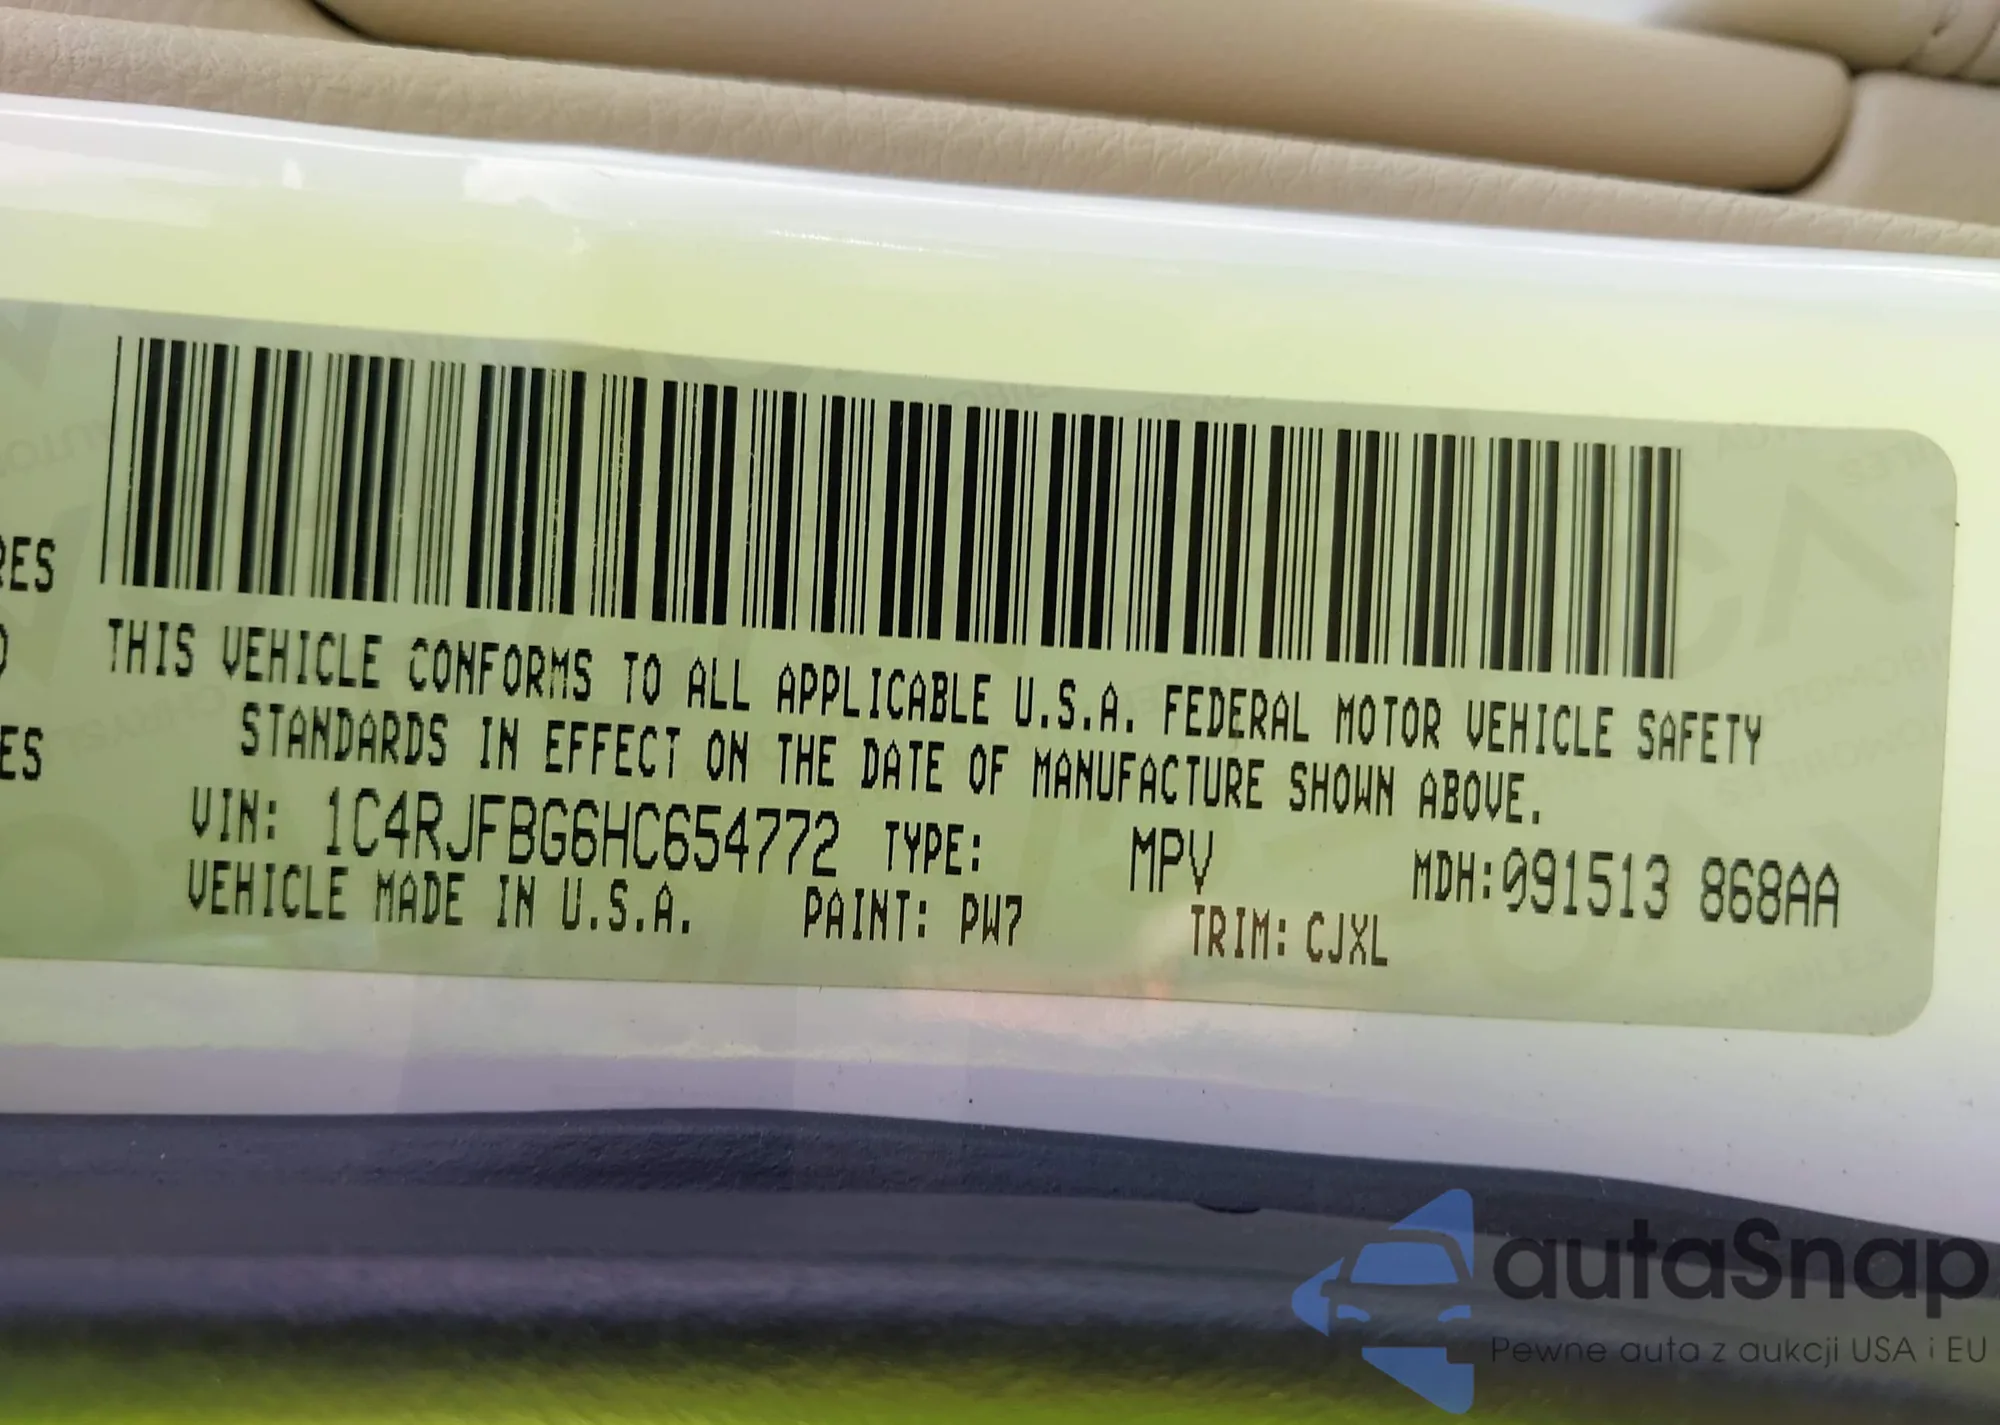 RES
ES
THIS VEHICLE CONFORMS TO ALL APPLICABLE U.S.A. FEDERAL MOTOR VEHICLE SAFETY
STANDARDS IN EFFECT ON THE DATE OF MANUFACTURE SHOWN ABOVE.
VIN: 1C4RJFBG6HC654772 TYPE: MPV MDH:091513 868AA
VEHICLE MADE IN U.S.A. PAINT: PW7 TRIM: CJXL
autaSnap
Pewne auta z aukcji USA i EU